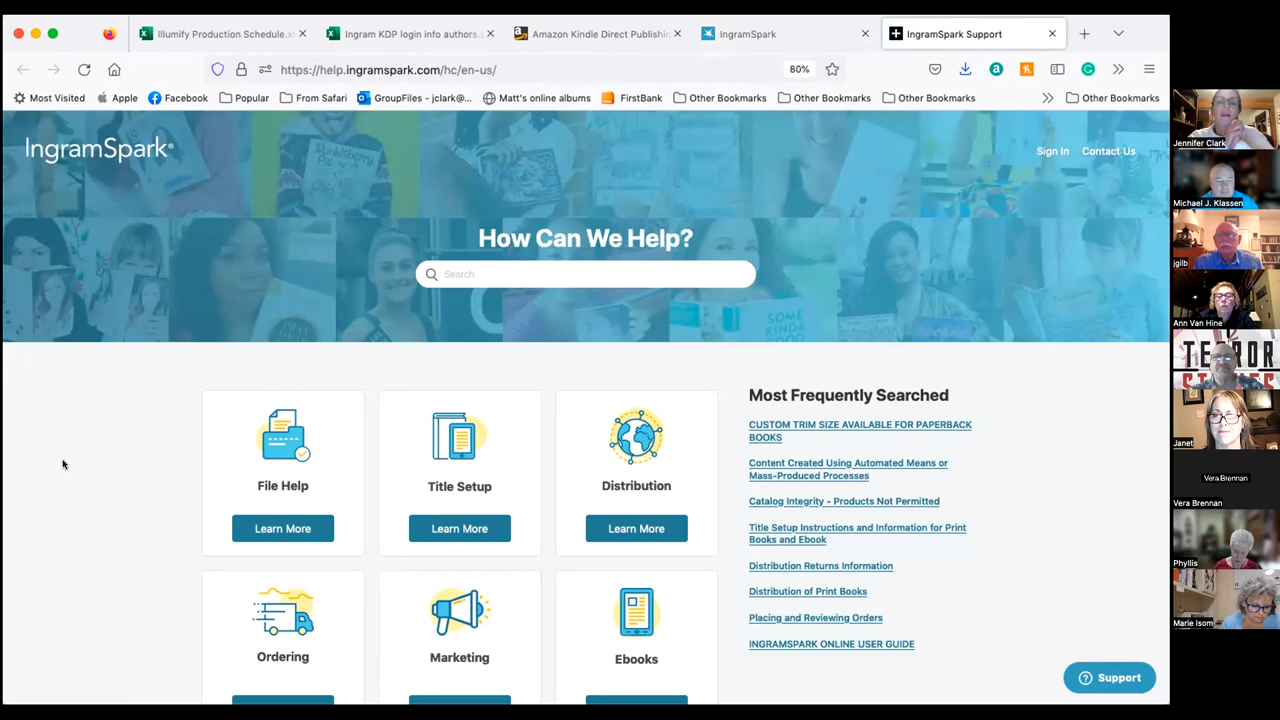 Illumify Production Schedule.x
Ingram KDP login info authors.
Amazon Kindle Direct Publishin
IngramSpark
IngramSpark Support
https://help.ingramspark.com/hc/en-us/
80%
Most Visited
Apple
Facebook
Popular
From Safari
GroupFiles - jclark@...
Matt's online albums
FirstBank
Other Bookmarks
Other Bookmarks
Other Bookmarks
Other Bookmarks
IngramSpark®
Sign In
Contact Us
How Can We Help?
Search
SOME
KINDA
File Help
Learn More
Title Setup
Learn More
Distribution
Learn More
Ordering
Marketing
Ebooks
Most Frequently Searched
CUSTOM TRIM SIZE AVAILABLE FOR PAPERBACK
BOOKS
Content Created Using Automated Means or
Mass-Produced Processes
Catalog Integrity - Products Not Permitted
Title Setup Instructions and Information for Print
Books and Ebook
Distribution Returns Information
Distribution of Print Books
Placing and Reviewing Orders
INGRAMSPARK ONLINE USER GUIDE
Support
Jennifer Clark
Michael J. Klassen
jgllb
Ann Van Hine
Janet
Vera Brennan
Vera Brennan
Phyllis
Marie Isom